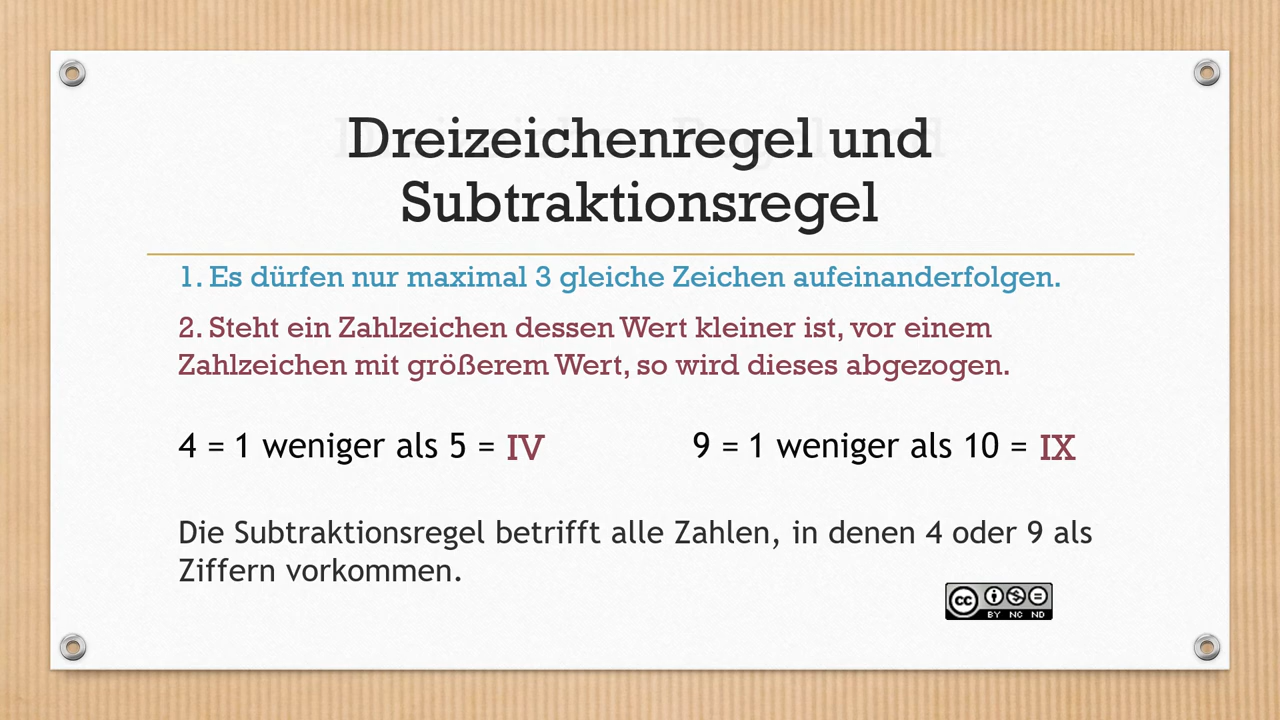 Dreizeichenregel und
Subtraktionsregel
1. Es dürfen nur maximal 3 gleiche Zeichen aufeinanderfolgen.
2. Steht ein Zahlzeichen dessen Wert kleiner ist, vor einem
Zahlzeichen mit größerem Wert, so wird dieses abgezogen.
4 = 1 weniger als 5 = IV
9 = 1 weniger als 10 = IX
Die Subtraktionsregel betrifft alle Zahlen, in denen 4 oder 9 als
Ziffern vorkommen.
cc BY NC ND